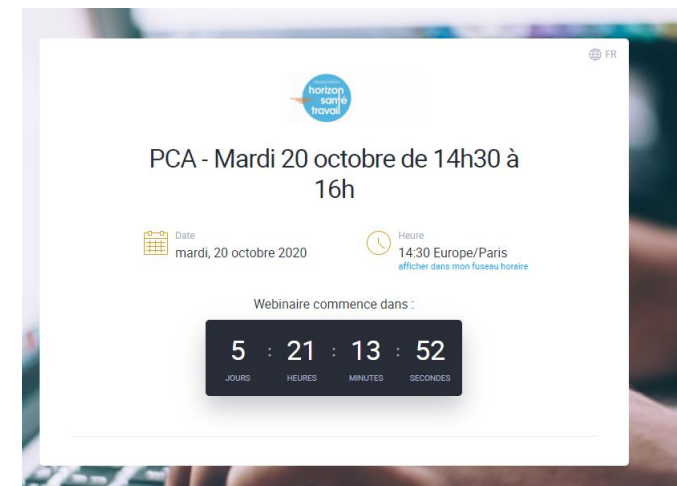 FR
association
horizon
santé
travail
PCA - Mardi 20 octobre de 14h30 à
16h
Date
mardi, 20 octobre 2020
Heure
14:30 Europe/Paris
afficher dans mon fuseau horaire
Webinaire commence dans :
5 : 21 : 13 : 52
JOURS HEURES MINUTES SECONDES